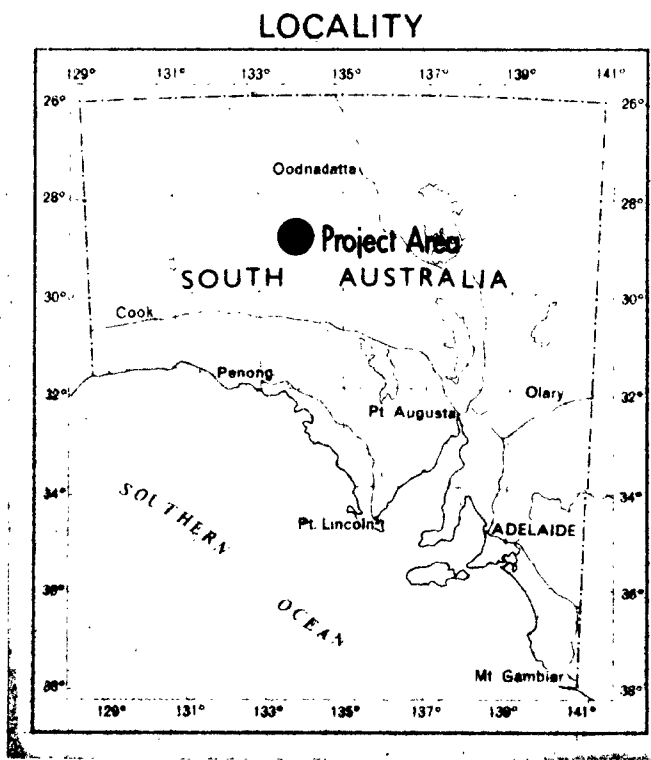 LOCALITY
129° 131° 133° 135° 137° 139° 141°
26° 26°
Oodnadatta
28° 28°
Project Area
SOUTH AUSTRALIA
30° 30°
Cook
Penong
32° Olary 32°
Pt Augusta
34° 34°
SOUTHERN
Pt. Lincoln
ADELAIDE
36° 36°
OCEAN
Mt Gambier
38° 38°
129° 131° 133° 135° 137° 139° 141°